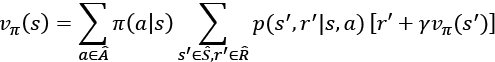 v_π(s) = ∑_{a∈Â} π(a|s) ∑_{s′∈Ŝ,r′∈R̂} p(s′, r′|s, a) [r′ + γv_π(s′)]